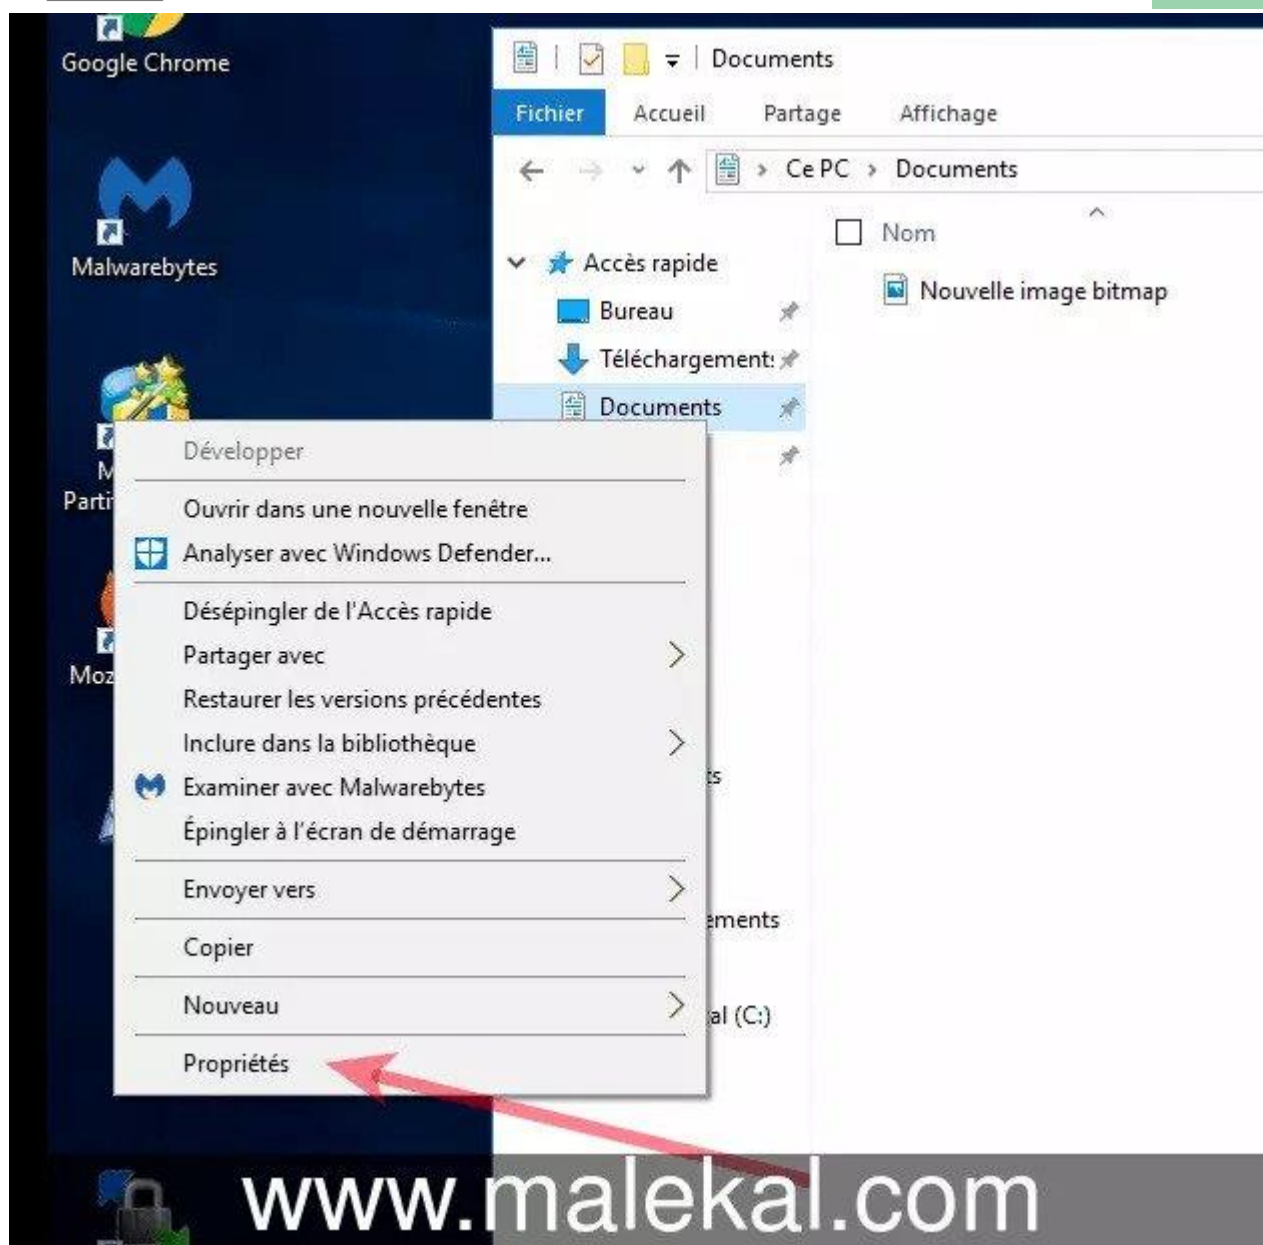 Google Chrome
Malwarebytes
Documents
Fichier Accueil Partage Affichage
Ce PC > Documents
Nom
Accès rapide
Nouvelle image bitmap
Bureau
Téléchargement
Documents
Développer
Ouvrir dans une nouvelle fenêtre
Analyser avec Windows Defender...
Désépingler de l'Accès rapide
Partager avec
Restaurer les versions précédentes
Inclure dans la bibliothèque
Examiner avec Malwarebytes
Épingler à l'écran de démarrage
Envoyer vers
Copier
Nouveau
(C:)
Propriétés
www.malekal.com